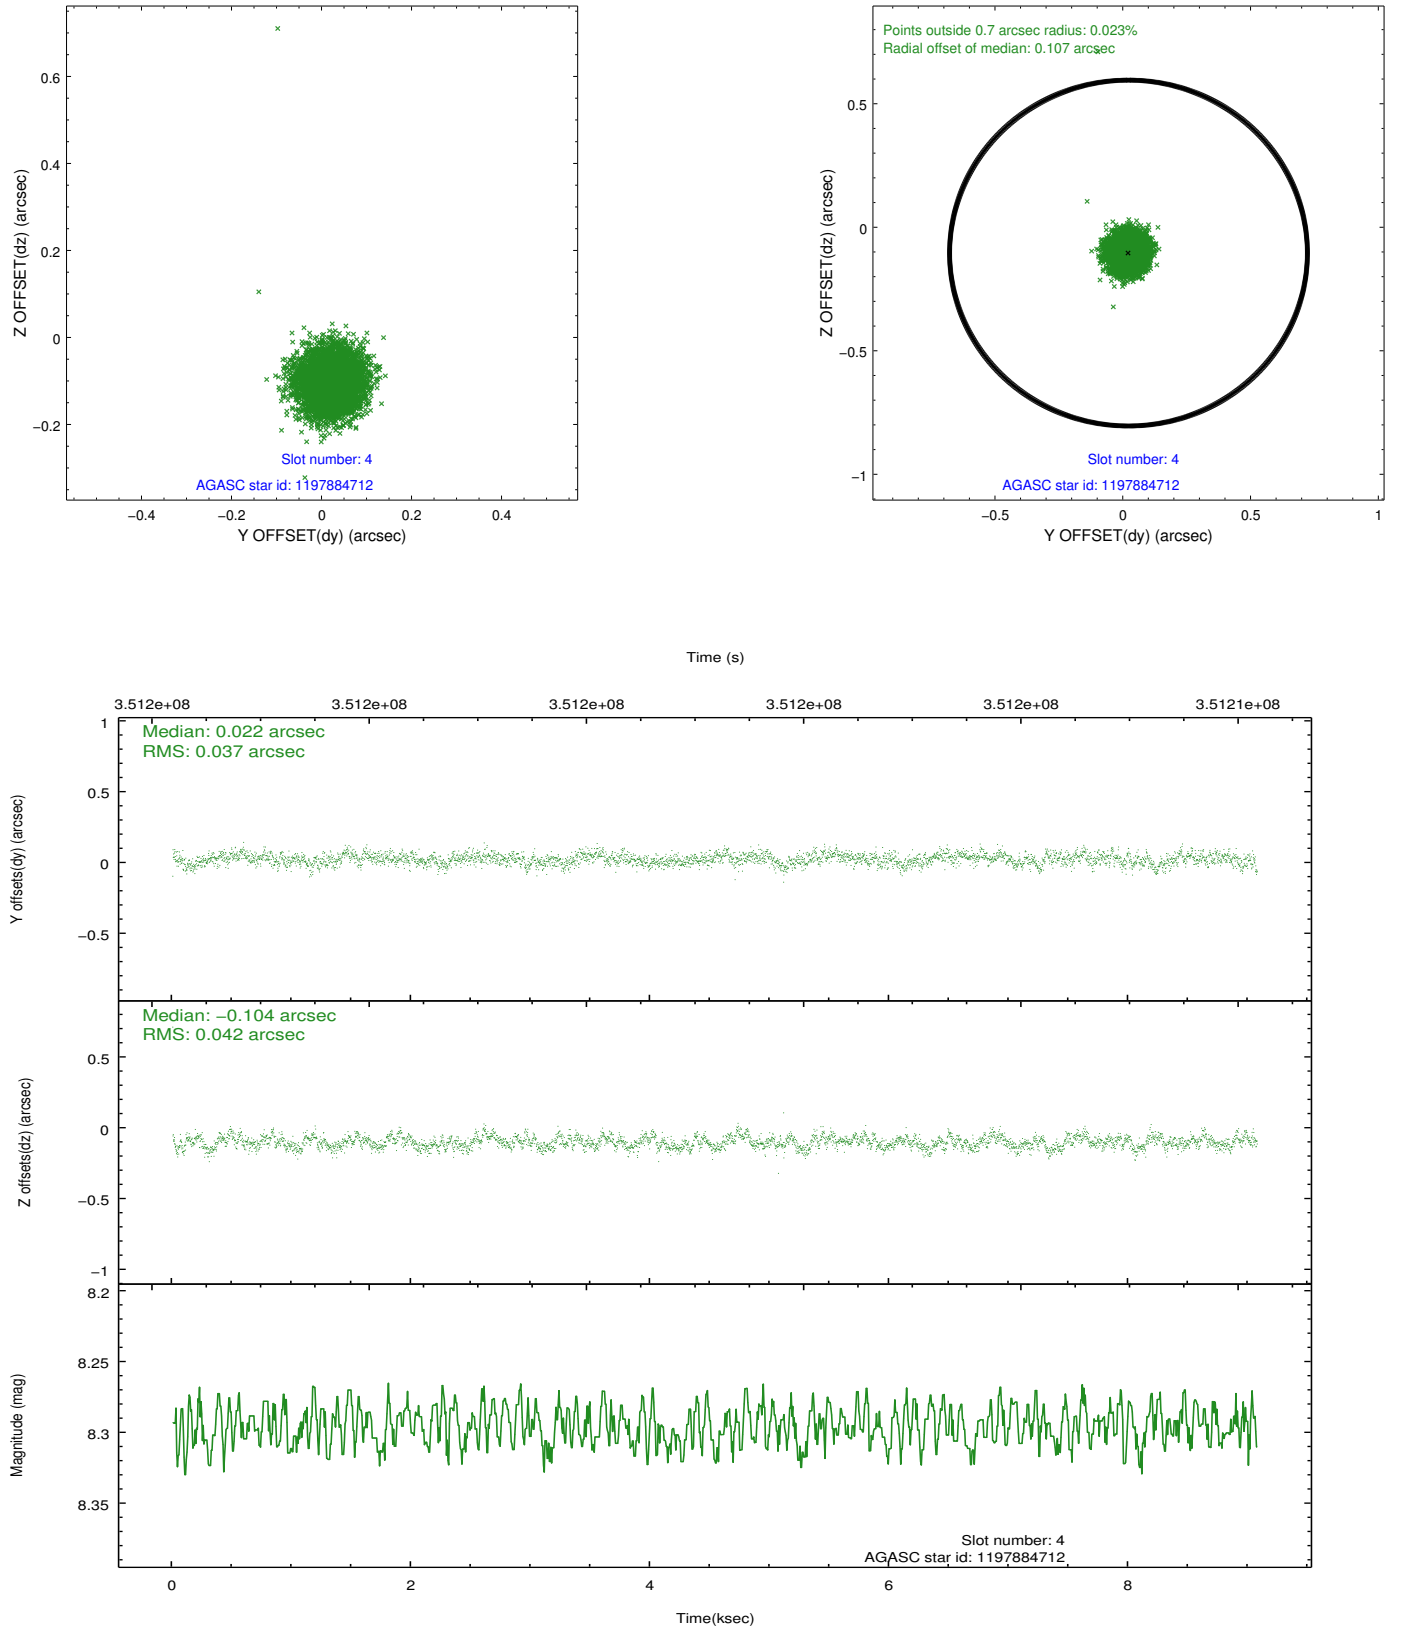 0.6
0.4
0.2
0
−0.2
Z OFFSET(dz) (arcsec)
Slot number: 4
AGASC star id: 1197884712
−0.4 −0.2 0 0.2 0.4
Y OFFSET(dy) (arcsec)
Points outside 0.7 arcsec radius: 0.023%
Radial offset of median: 0.107 arcsec
0.5
0
−0.5
−1
Z OFFSET(dz) (arcsec)
Slot number: 4
AGASC star id: 1197884712
−0.5 0 0.5 1
Y OFFSET(dy) (arcsec)
Time (s)
3.512e+08 3.512e+08 3.512e+08 3.512e+08 3.512e+08 3.5121e+08
Median: 0.022 arcsec
RMS: 0.037 arcsec
1
0.5
0
−0.5
Y offsets(dy) (arcsec)
Median: −0.104 arcsec
RMS: 0.042 arcsec
0.5
0
−0.5
−1
Z offsets(dz) (arcsec)
8.2
8.25
8.3
8.35
Magnitude (mag)
Slot number: 4
AGASC star id: 1197884712
0 2 4 6 8
Time(ksec)